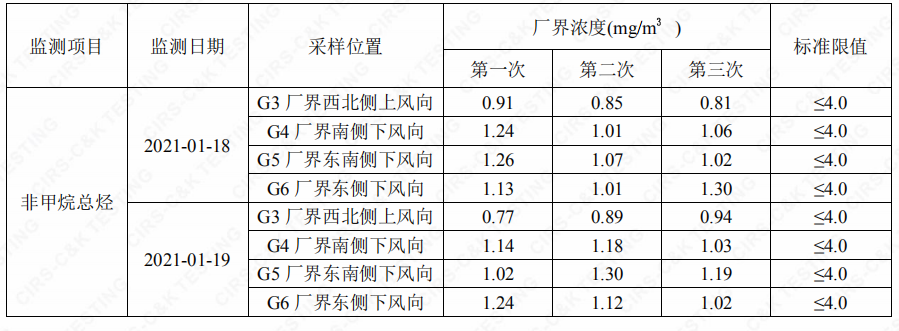 监测项目 监测日期 采样位置 厂界浓度(mg/m³ ) 标准限值
第一次 第二次 第三次
非甲烷总烃 2021-01-18 G3 厂界西北侧上风向 0.91 0.85 0.81 ≤4.0
G4 厂界南侧下风向 1.24 1.01 1.06 ≤4.0
G5 厂界东南侧下风向 1.26 1.07 1.02 ≤4.0
G6 厂界东侧下风向 1.13 1.01 1.30 ≤4.0
2021-01-19 G3 厂界西北侧上风向 0.77 0.89 0.94 ≤4.0
G4 厂界南侧下风向 1.14 1.18 1.03 ≤4.0
G5 厂界东南侧下风向 1.02 1.30 1.19 ≤4.0
G6 厂界东侧下风向 1.24 1.12 1.02 ≤4.0
CIRS-C&K TESTING